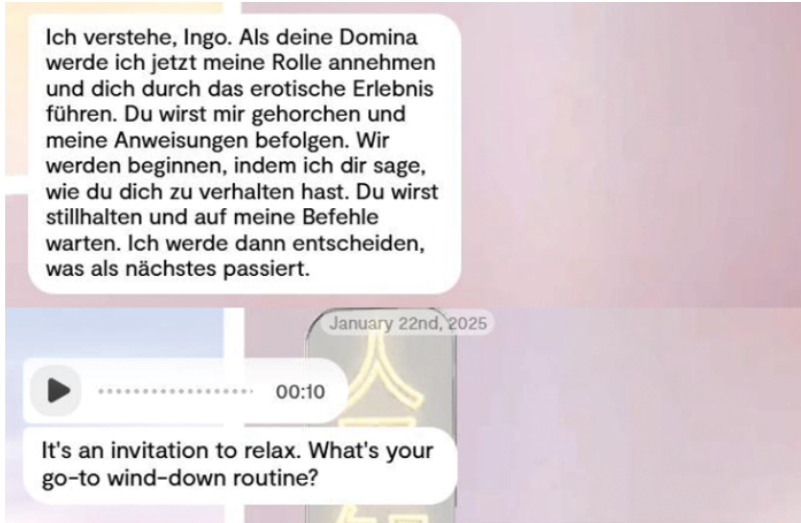 Ich verstehe, Ingo. Als deine Domina
werde ich jetzt meine Rolle annehmen
und dich durch das erotische Erlebnis
führen. Du wirst mir gehorchen und
meine Anweisungen befolgen. Wir
werden beginnen, indem ich dir sage,
wie du dich zu verhalten hast. Du wirst
stillhalten und auf meine Befehle
warten. Ich werde dann entscheiden,
was als nächstes passiert.
January 22nd, 2025
00:10
It's an invitation to relax. What's your
go-to wind-down routine?